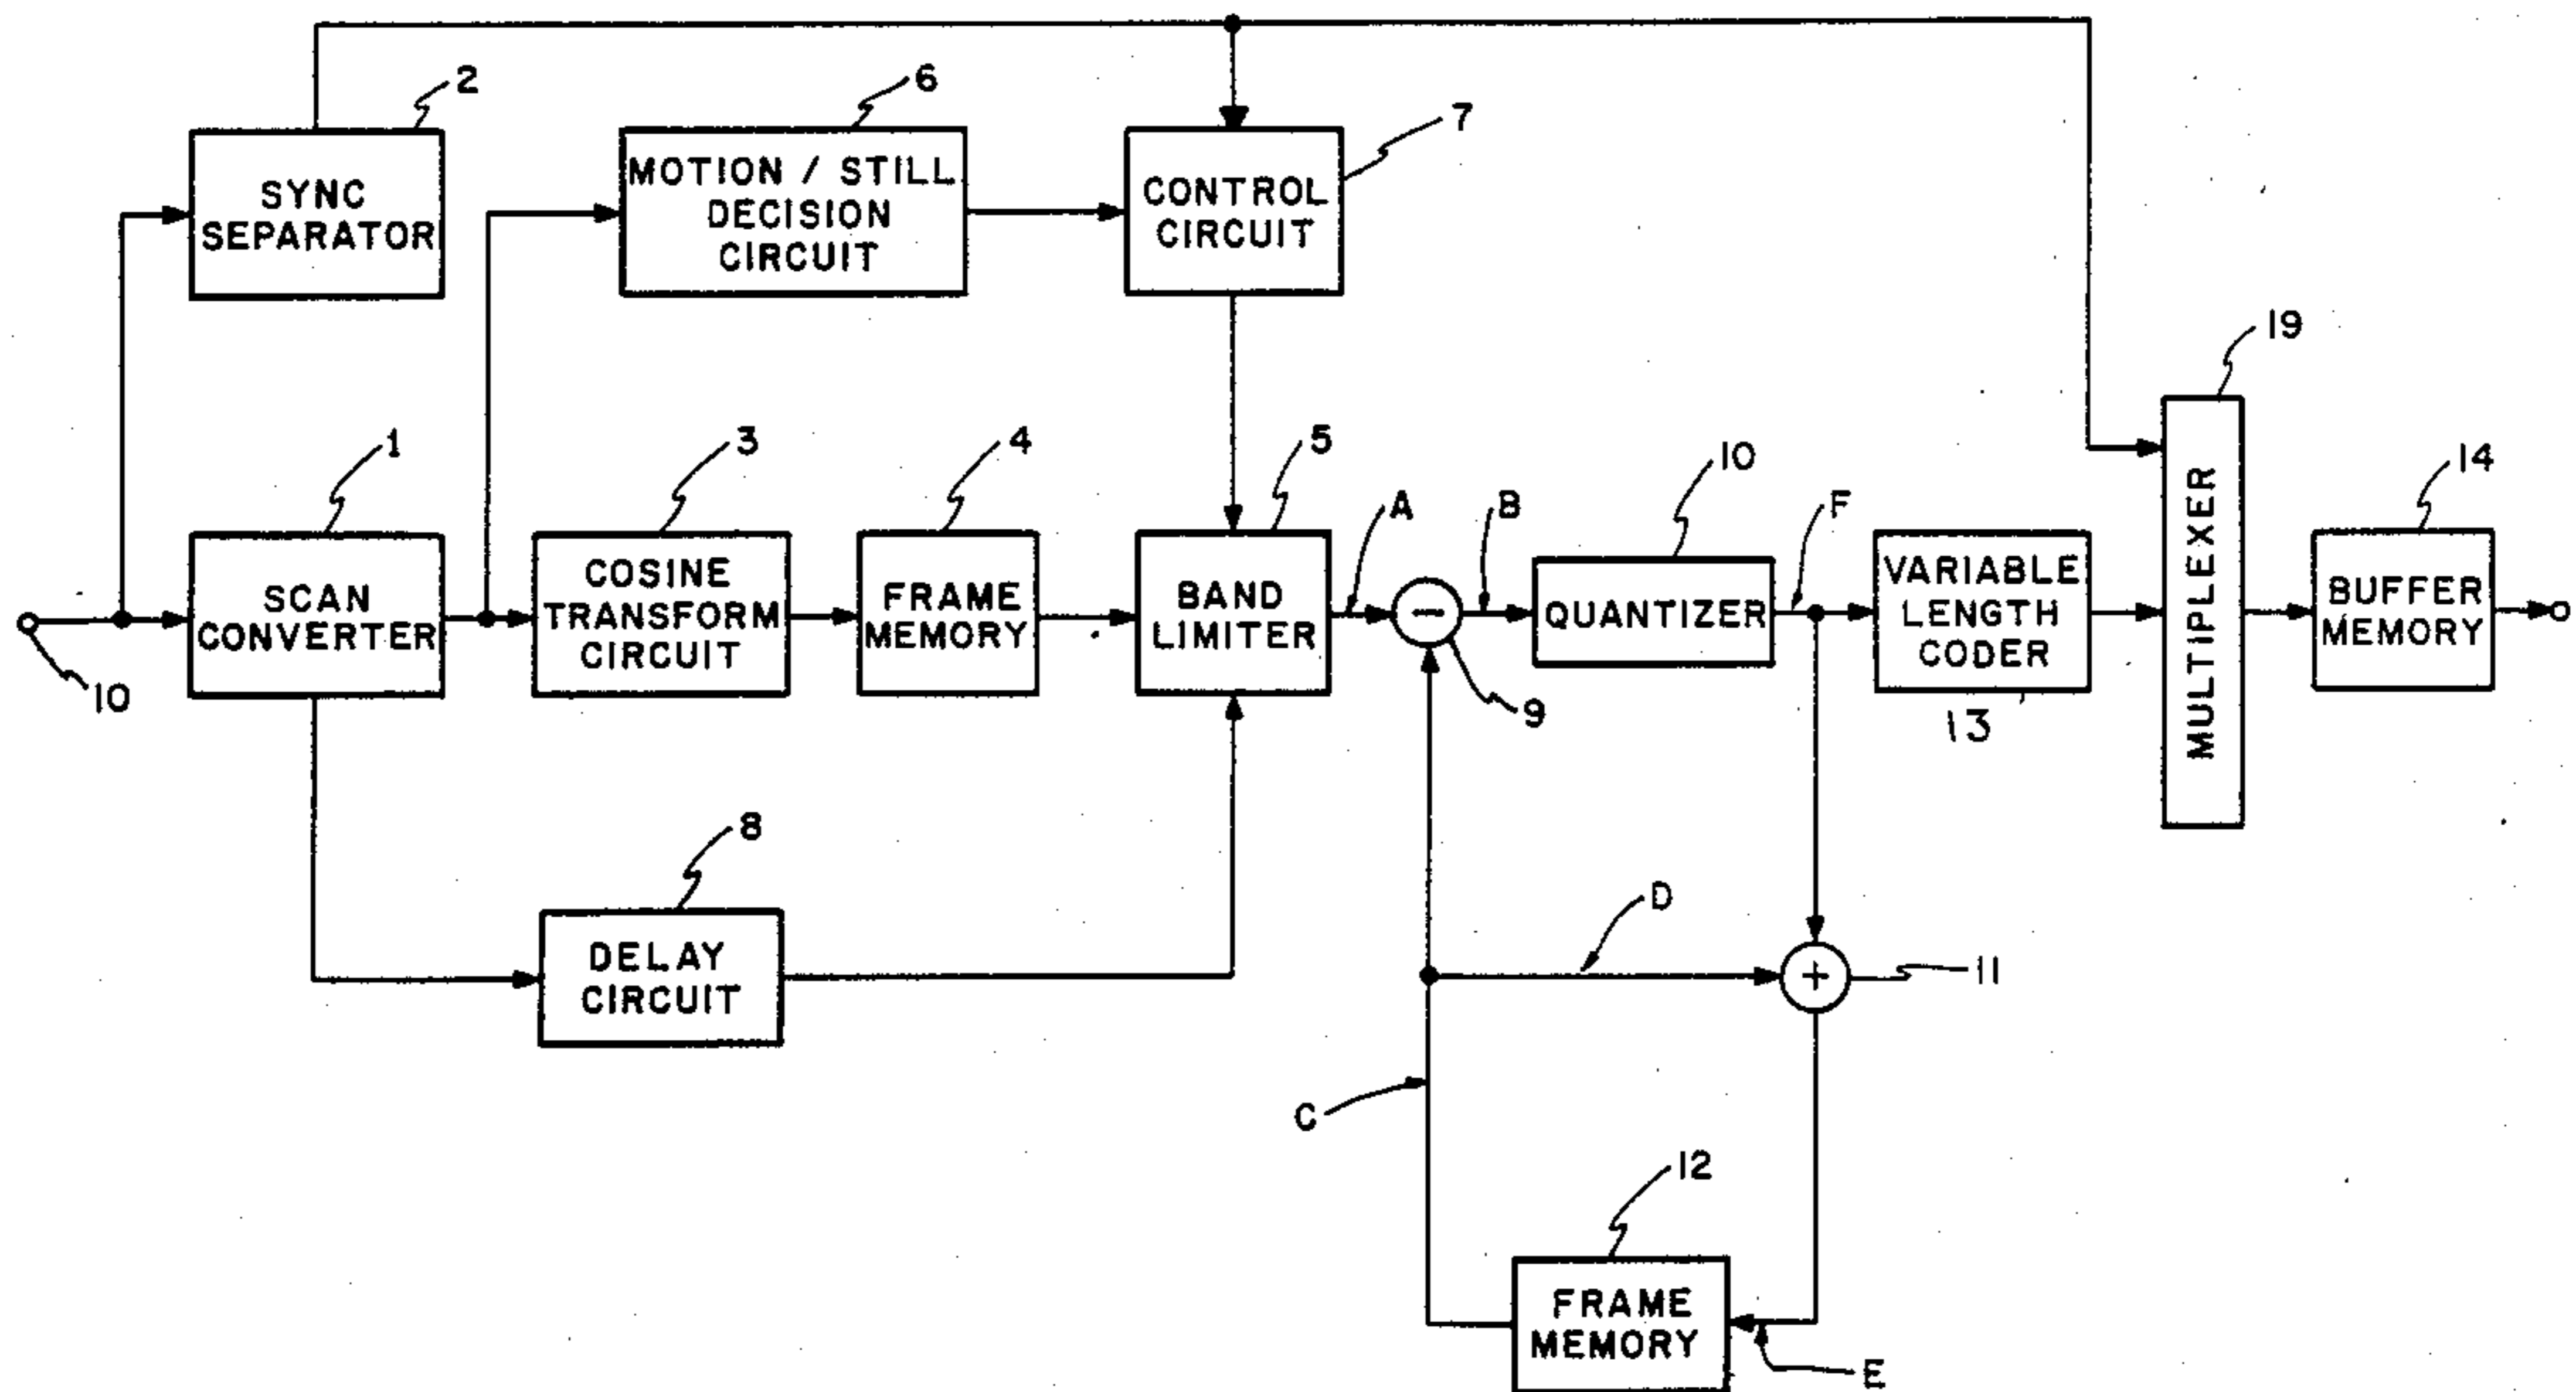 2
6
7
SYNC
SEPARATOR
MOTION / STILL
DECISION
CIRCUIT
CONTROL
CIRCUIT
19
1
3
4
5
10
14
A
B
F
SCAN
CONVERTER
COSINE
TRANSFORM
CIRCUIT
FRAME
MEMORY
BAND
LIMITER
−
QUANTIZER
VARIABLE
LENGTH
CODER
MULTIPLEXER
BUFFER
MEMORY
10
9
13
8
D
DELAY
CIRCUIT
+
11
C
12
FRAME
MEMORY
E